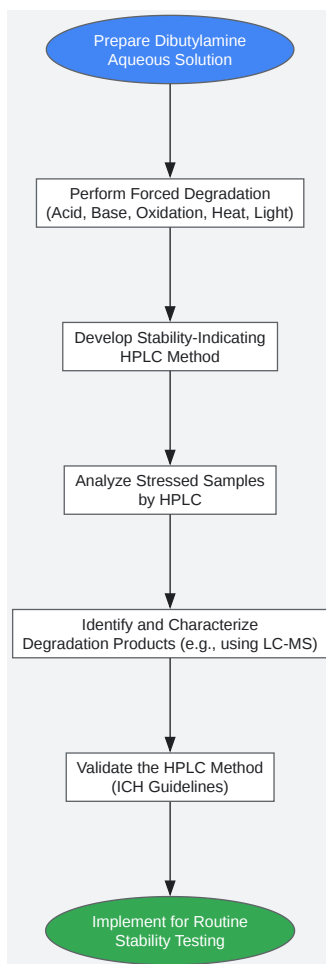 Prepare Dibutylamine
Aqueous Solution
Perform Forced Degradation
(Acid, Base, Oxidation, Heat, Light)
Develop Stability-Indicating
HPLC Method
Analyze Stressed Samples
by HPLC
Identify and Characterize
Degradation Products (e.g., using LC-MS)
Validate the HPLC Method
(ICH Guidelines)
Implement for Routine
Stability Testing